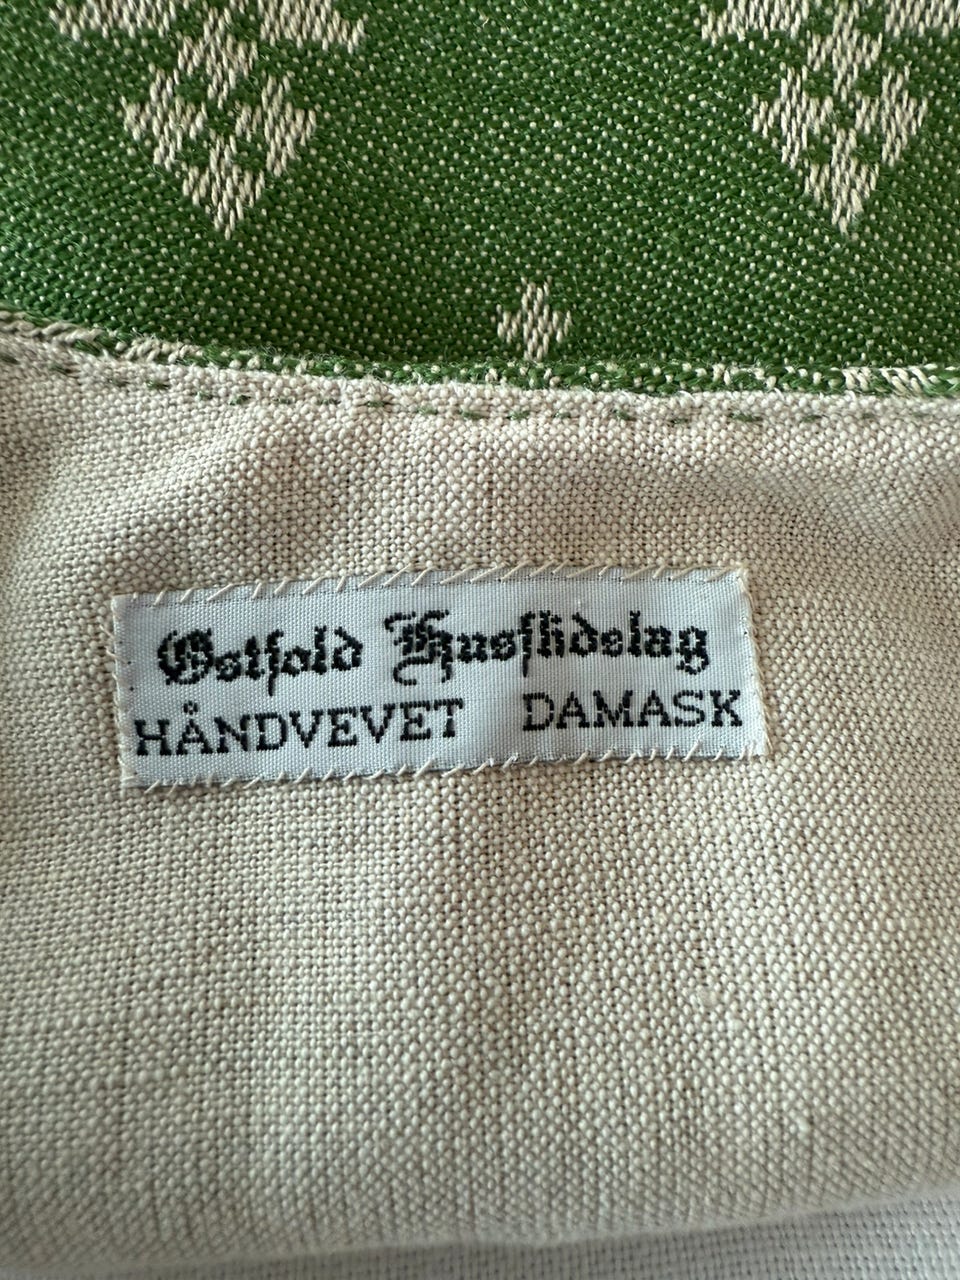 Østfold Husflidslag
HÅNDVEVET DAMASK